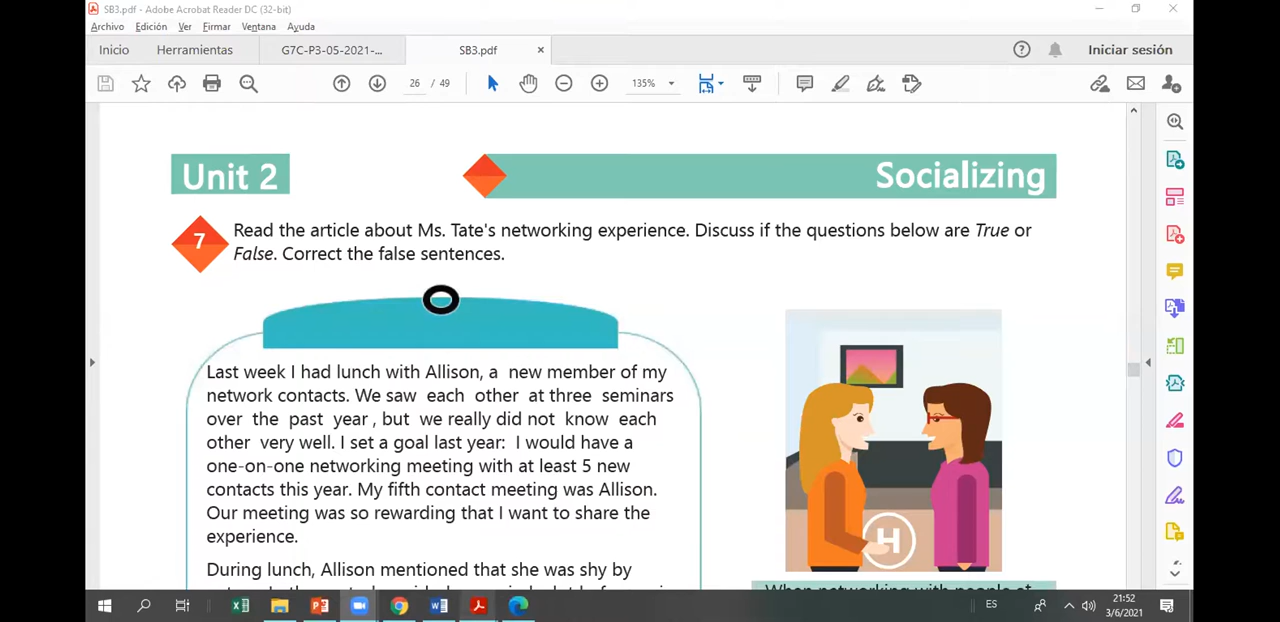 SB3.pdf - Adobe Acrobat Reader DC (32-bit)
Archivo Edición Ver Firmar Ventana Ayuda
Inicio Herramientas G7C-P3-05-2021-... SB3.pdf × Iniciar sesión
26 / 49 135%
Unit 2 Socializing
7 Read the article about Ms. Tate's networking experience. Discuss if the questions below are True or
False. Correct the false sentences.
Last week I had lunch with Allison, a new member of my
network contacts. We saw each other at three seminars
over the past year , but we really did not know each
other very well. I set a goal last year: I would have a
one-on-one networking meeting with at least 5 new
contacts this year. My fifth contact meeting was Allison.
Our meeting was so rewarding that I want to share the
experience.
During lunch, Allison mentioned that she was shy by
H
When networking with people of
ES 21:52
3/6/2021